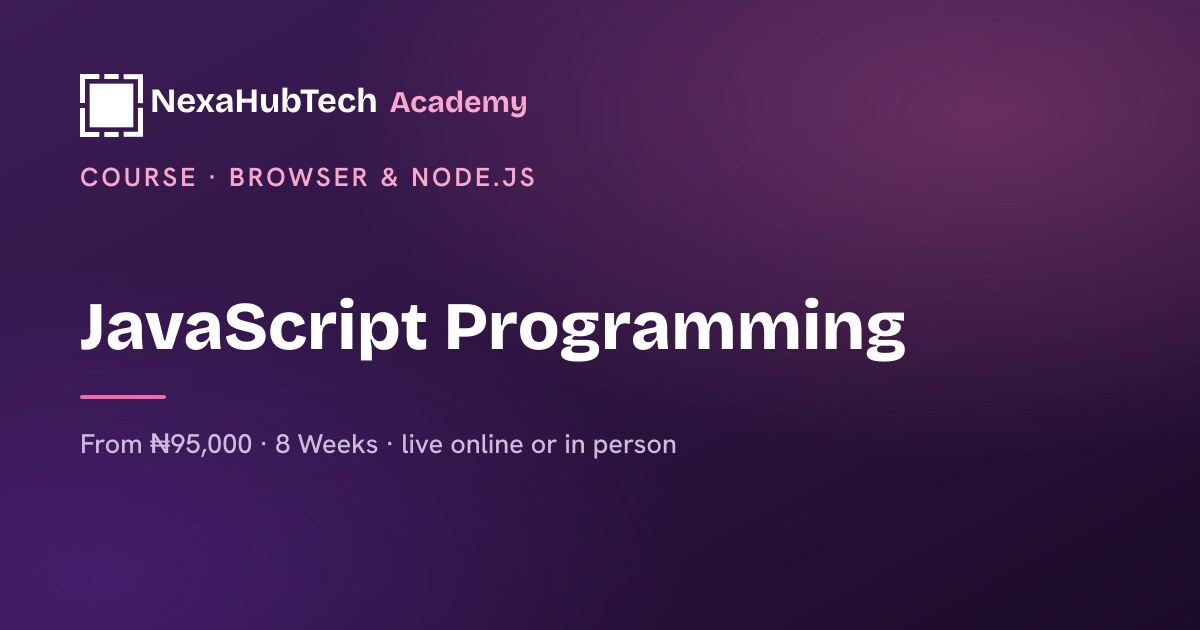 NexaHubTech Academy
COURSE · BROWSER & NODE.JS
JavaScript Programming
From ₦95,000 · 8 Weeks · live online or in person